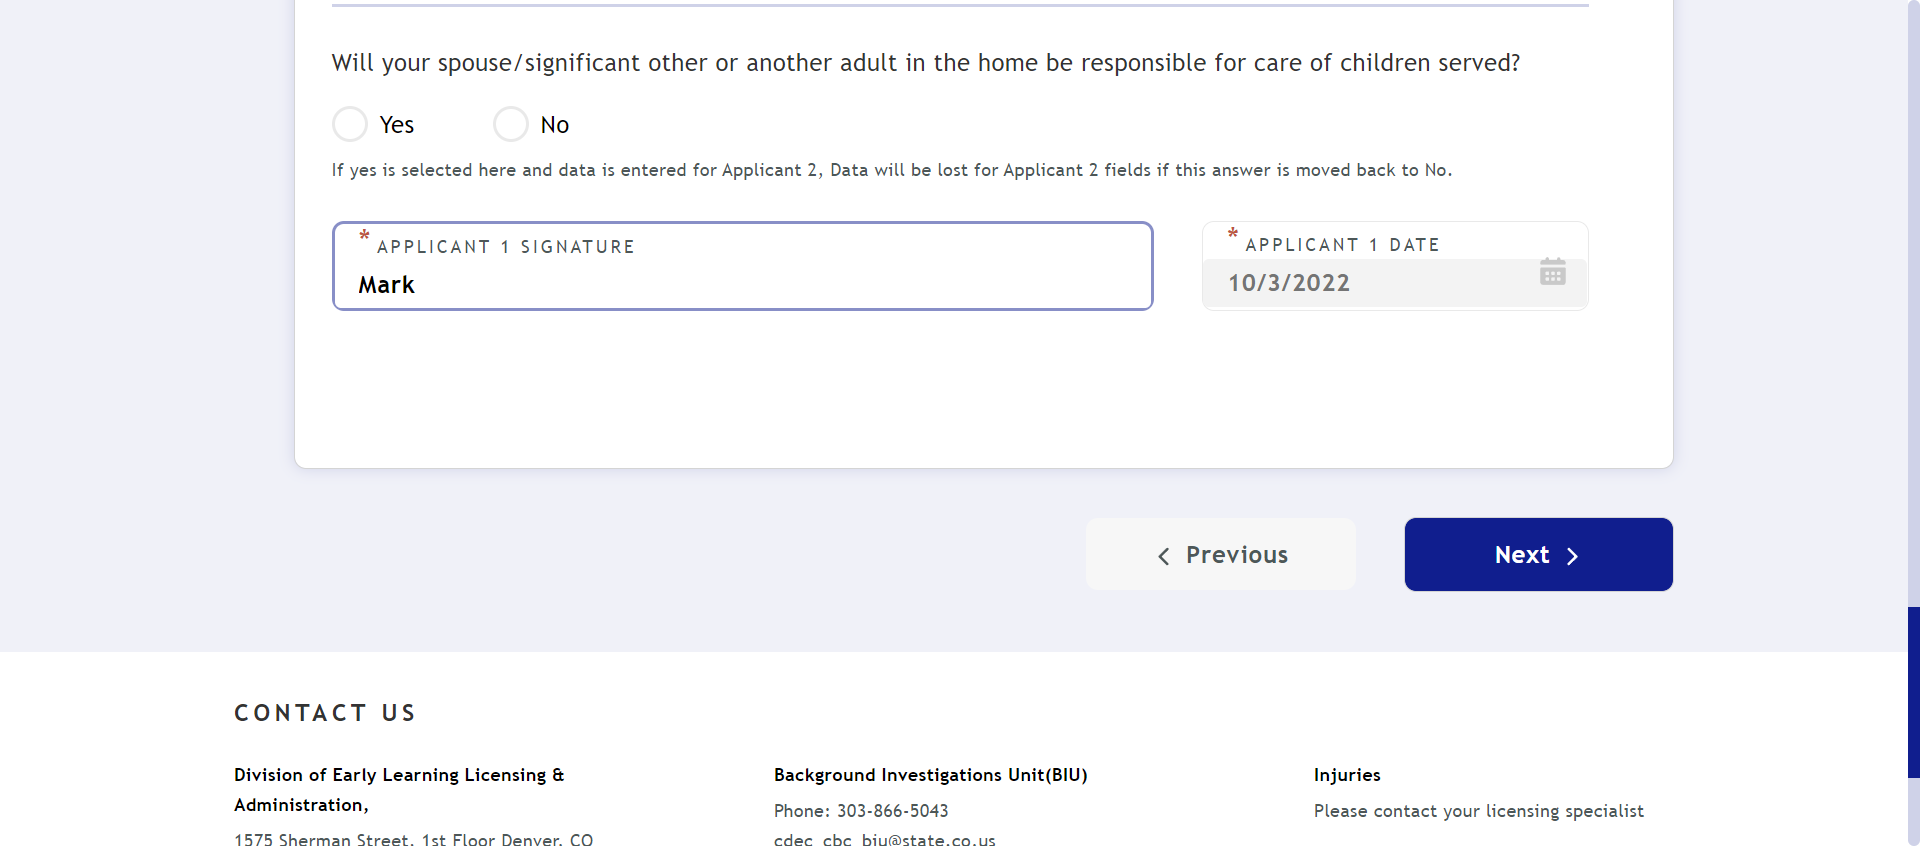 Will your spouse/significant other or another adult in the home be responsible for care of children served?
Yes No
If yes is selected here and data is entered for Applicant 2, Data will be lost for Applicant 2 fields if this answer is moved back to No.
* APPLICANT 1 SIGNATURE
Mark
* APPLICANT 1 DATE
10/3/2022
Previous
Next
CONTACT US
Division of Early Learning Licensing &
Administration,
1575 Sherman Street, 1st Floor Denver, CO
Background Investigations Unit(BIU)
Phone: 303-866-5043
cdec_cbc_biu@state.co.us
Injuries
Please contact your licensing specialist